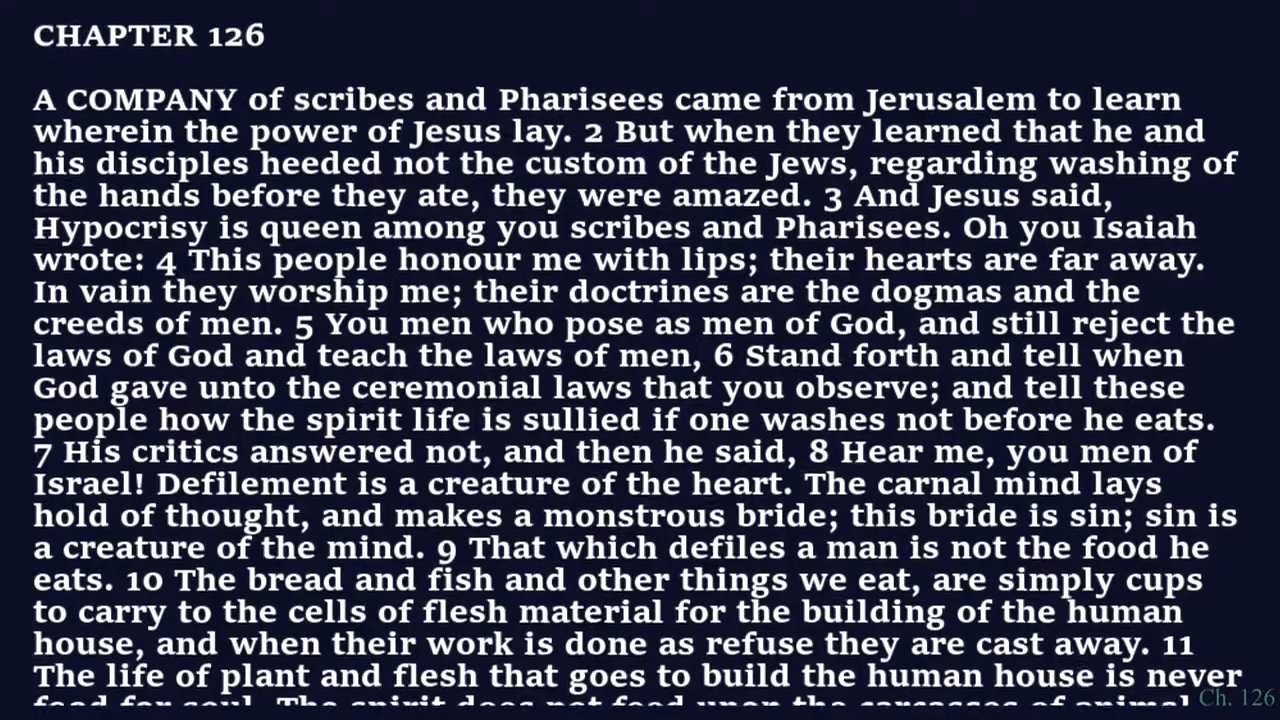 CHAPTER 126
A COMPANY of scribes and Pharisees came from Jerusalem to learn
wherein the power of Jesus lay. 2 But when they learned that he and
his disciples heeded not the custom of the Jews, regarding washing of
the hands before they ate, they were amazed. 3 And Jesus said,
Hypocrisy is queen among you scribes and Pharisees. Oh you Isaiah
wrote: 4 This people honour me with lips; their hearts are far away.
In vain they worship me; their doctrines are the dogmas and the
creeds of men. 5 You men who pose as men of God, and still reject the
laws of God and teach the laws of men, 6 Stand forth and tell when
God gave unto the ceremonial laws that you observe; and tell these
people how the spirit life is sullied if one washes not before he eats.
7 His critics answered not, and then he said, 8 Hear me, you men of
Israel! Defilement is a creature of the heart. The carnal mind lays
hold of thought, and makes a monstrous bride; this bride is sin; sin is
a creature of the mind. 9 That which defiles a man is not the food he
eats. 10 The bread and fish and other things we eat, are simply cups
to carry to the cells of flesh material for the building of the human
house, and when their work is done as refuse they are cast away. 11
The life of plant and flesh that goes to build the human house is never
food for soul. The spirit does not feed upon the carcasses of animal
Ch. 126